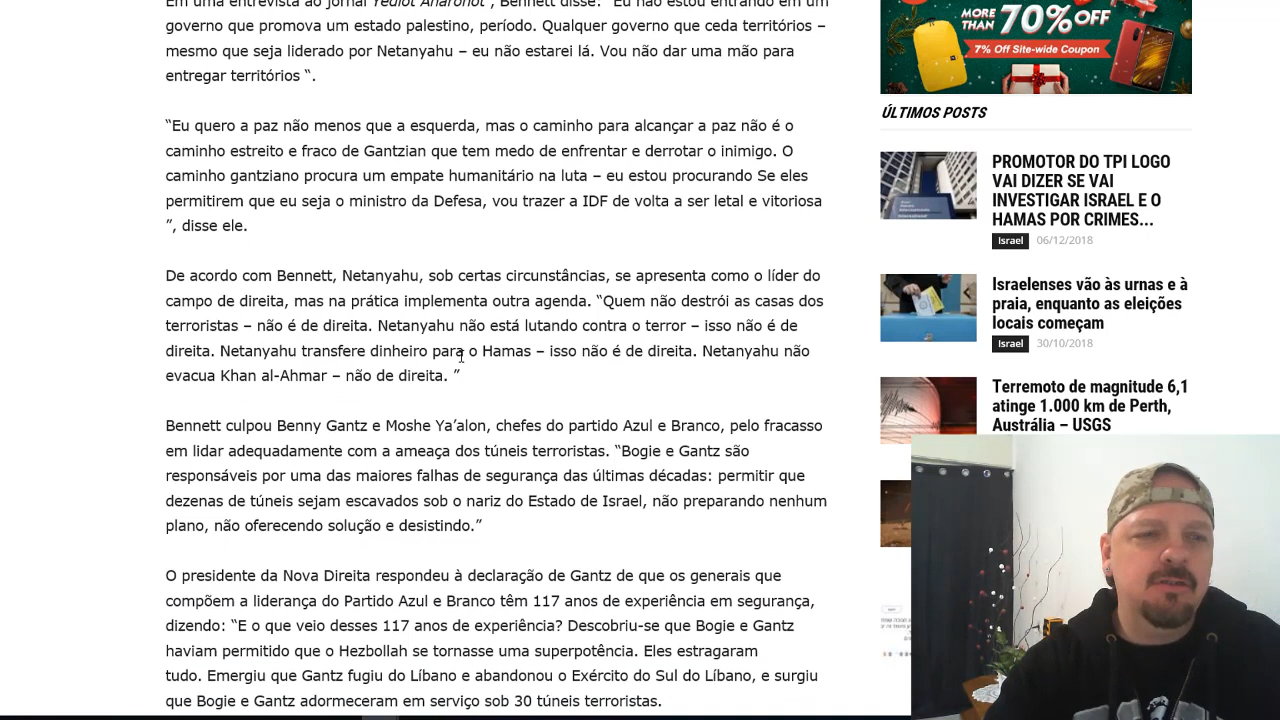 Em uma entrevista ao jornal Yediot Aharonot , Bennett disse: “Eu não estou entrando em um
governo que promova um estado palestino, período. Qualquer governo que ceda territórios –
mesmo que seja liderado por Netanyahu – eu não estarei lá. Vou não dar uma mão para
entregar territórios “.
“Eu quero a paz não menos que a esquerda, mas o caminho para alcançar a paz não é o
caminho estreito e fraco de Gantzian que tem medo de enfrentar e derrotar o inimigo. O
caminho gantziano procura um empate humanitário na luta – eu estou procurando Se eles
permitirem que eu seja o ministro da Defesa, vou trazer a IDF de volta a ser letal e vitoriosa
”, disse ele.
De acordo com Bennett, Netanyahu, sob certas circunstâncias, se apresenta como o líder do
campo de direita, mas na prática implementa outra agenda. “Quem não destrói as casas dos
terroristas – não é de direita. Netanyahu não está lutando contra o terror – isso não é de
direita. Netanyahu transfere dinheiro para o Hamas – isso não é de direita. Netanyahu não
evacua Khan al-Ahmar – não de direita. ”
Bennett culpou Benny Gantz e Moshe Ya’alon, chefes do partido Azul e Branco, pelo fracasso
em lidar adequadamente com a ameaça dos túneis terroristas. “Bogie e Gantz são
responsáveis por uma das maiores falhas de segurança das últimas décadas: permitir que
dezenas de túneis sejam escavados sob o nariz do Estado de Israel, não preparando nenhum
plano, não oferecendo solução e desistindo.”
O presidente da Nova Direita respondeu à declaração de Gantz de que os generais que
compõem a liderança do Partido Azul e Branco têm 117 anos de experiência em segurança,
dizendo: “E o que veio desses 117 anos de experiência? Descobriu-se que Bogie e Gantz
haviam permitido que o Hezbollah se tornasse uma superpotência. Eles estragaram
tudo. Emergiu que Gantz fugiu do Líbano e abandonou o Exército do Sul do Líbano, e surgiu
que Bogie e Gantz adormeceram em serviço sob 30 túneis terroristas.
MORE
THAN 70% OFF
7% Off Site-wide Coupon
ÚLTIMOS POSTS
PROMOTOR DO TPI LOGO
VAI DIZER SE VAI
INVESTIGAR ISRAEL E O
HAMAS POR CRIMES...
Israel 06/12/2018
Israelenses vão às urnas e à
praia, enquanto as eleições
locais começam
Israel 30/10/2018
Terremoto de magnitude 6,1
atinge 1.000 km de Perth,
Austrália – USGS